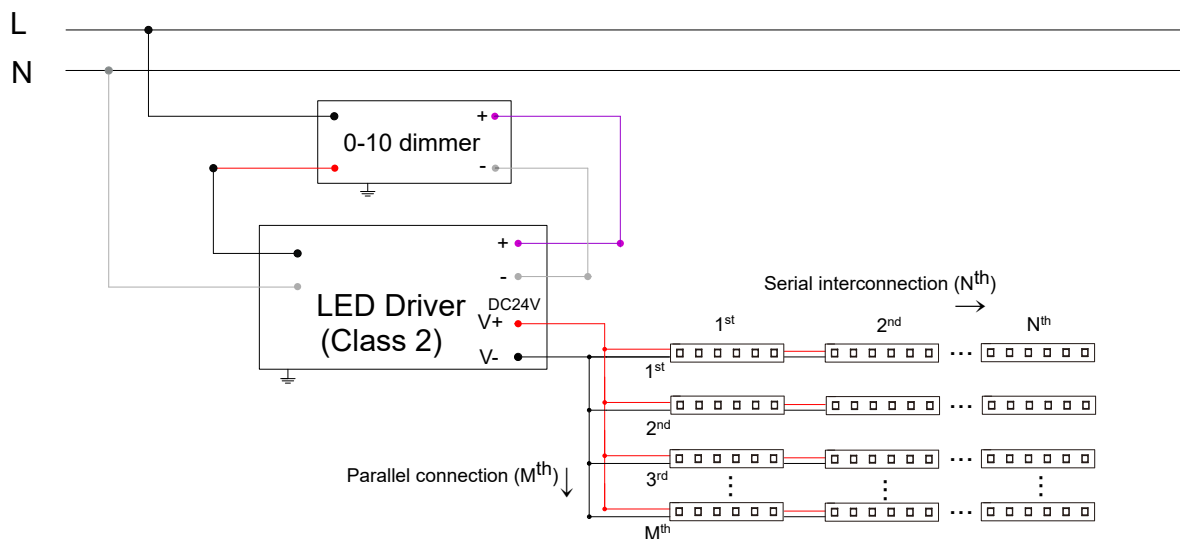 L
N
+
0-10 dimmer
-
+
-
LED Driver
(Class 2)
DC24V
V+
V-
Serial interconnection (Nth)
1st
2nd
Nth
1st
2nd
3rd
Mth
Parallel connection (Mth)